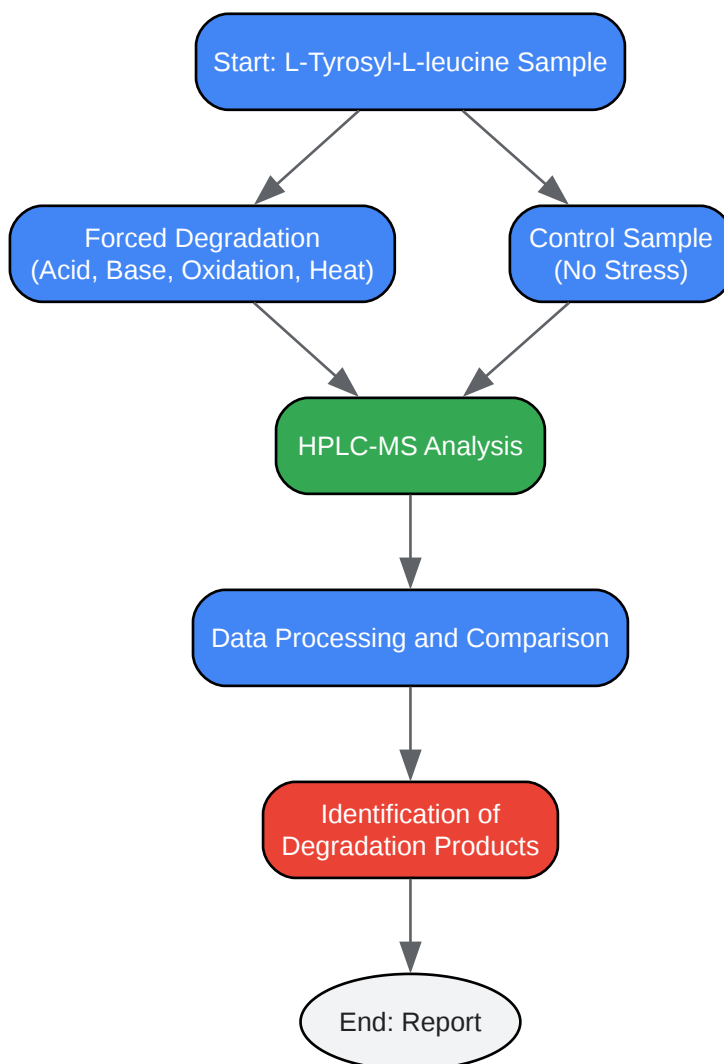 Start: L-Tyrosyl-L-leucine Sample
Forced Degradation
(Acid, Base, Oxidation, Heat)
Control Sample
(No Stress)
HPLC-MS Analysis
Data Processing and Comparison
Identification of
Degradation Products
End: Report